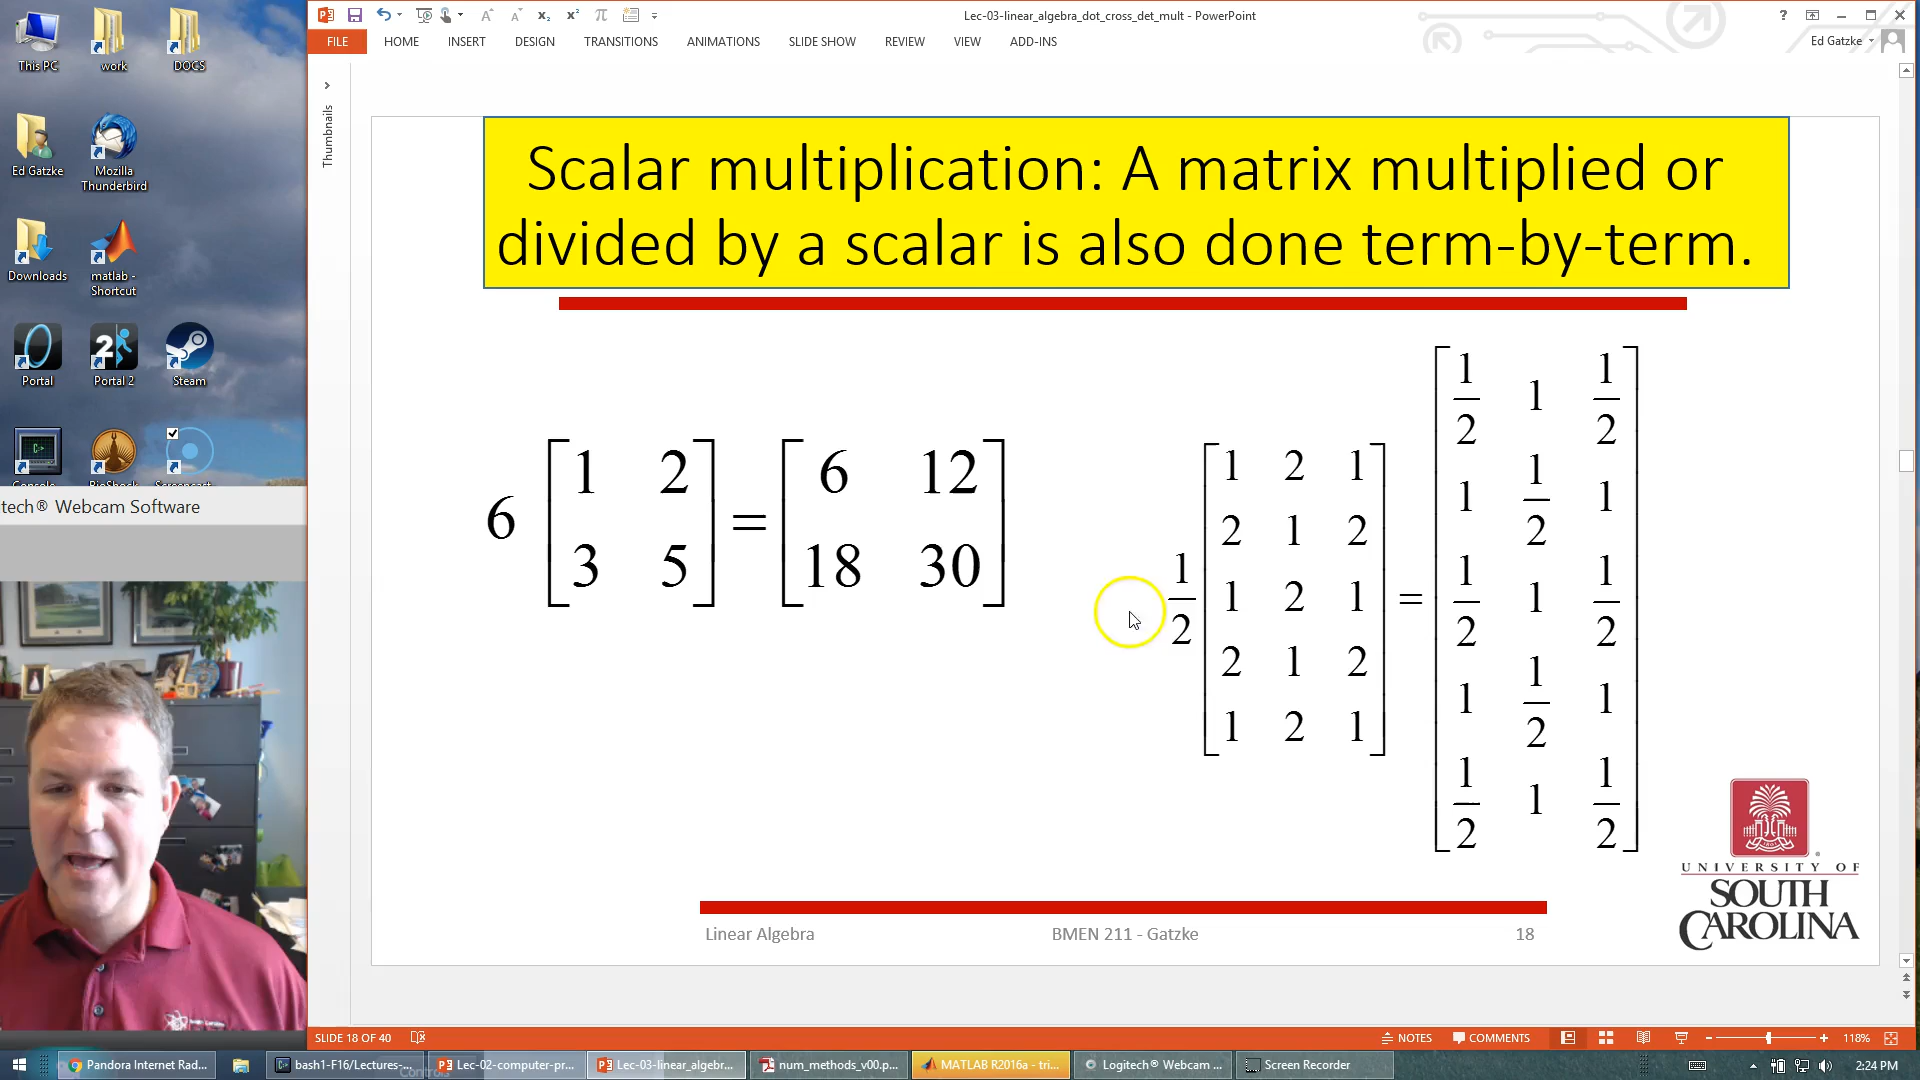 Lec-03-linear_algebra_dot_cross_det_mult - PowerPoint
FILE HOME INSERT DESIGN TRANSITIONS ANIMATIONS SLIDE SHOW REVIEW VIEW ADD-INS
Ed Gatzke
This PC
work
DOCS
Ed Gatzke
Mozilla
Thunderbird
Downloads
matlab -
Shortcut
Portal
Portal 2
Steam
tech® Webcam Software
Thumbnails
Scalar multiplication: A matrix multiplied or
divided by a scalar is also done term-by-term.
6 [1 2; 3 5] = [6 12; 18 30]
1/2 [1 2 1; 2 1 2; 1 2 1; 2 1 2; 1 2 1] = [1/2 1 1/2; 1 1/2 1; 1/2 1 1/2; 1 1/2 1; 1/2 1 1/2]
UNIVERSITY OF
SOUTH
CAROLINA
Linear Algebra
BMEN 211 - Gatzke
18
SLIDE 18 OF 40
NOTES
COMMENTS
118%
Pandora Internet Rad...
bash1-F16/Lectures-...
Lec-02-computer-pr...
Lec-03-linear_algebr...
num_methods_v00.p...
MATLAB R2016a - tri...
Logitech® Webcam ...
Screen Recorder
2:24 PM